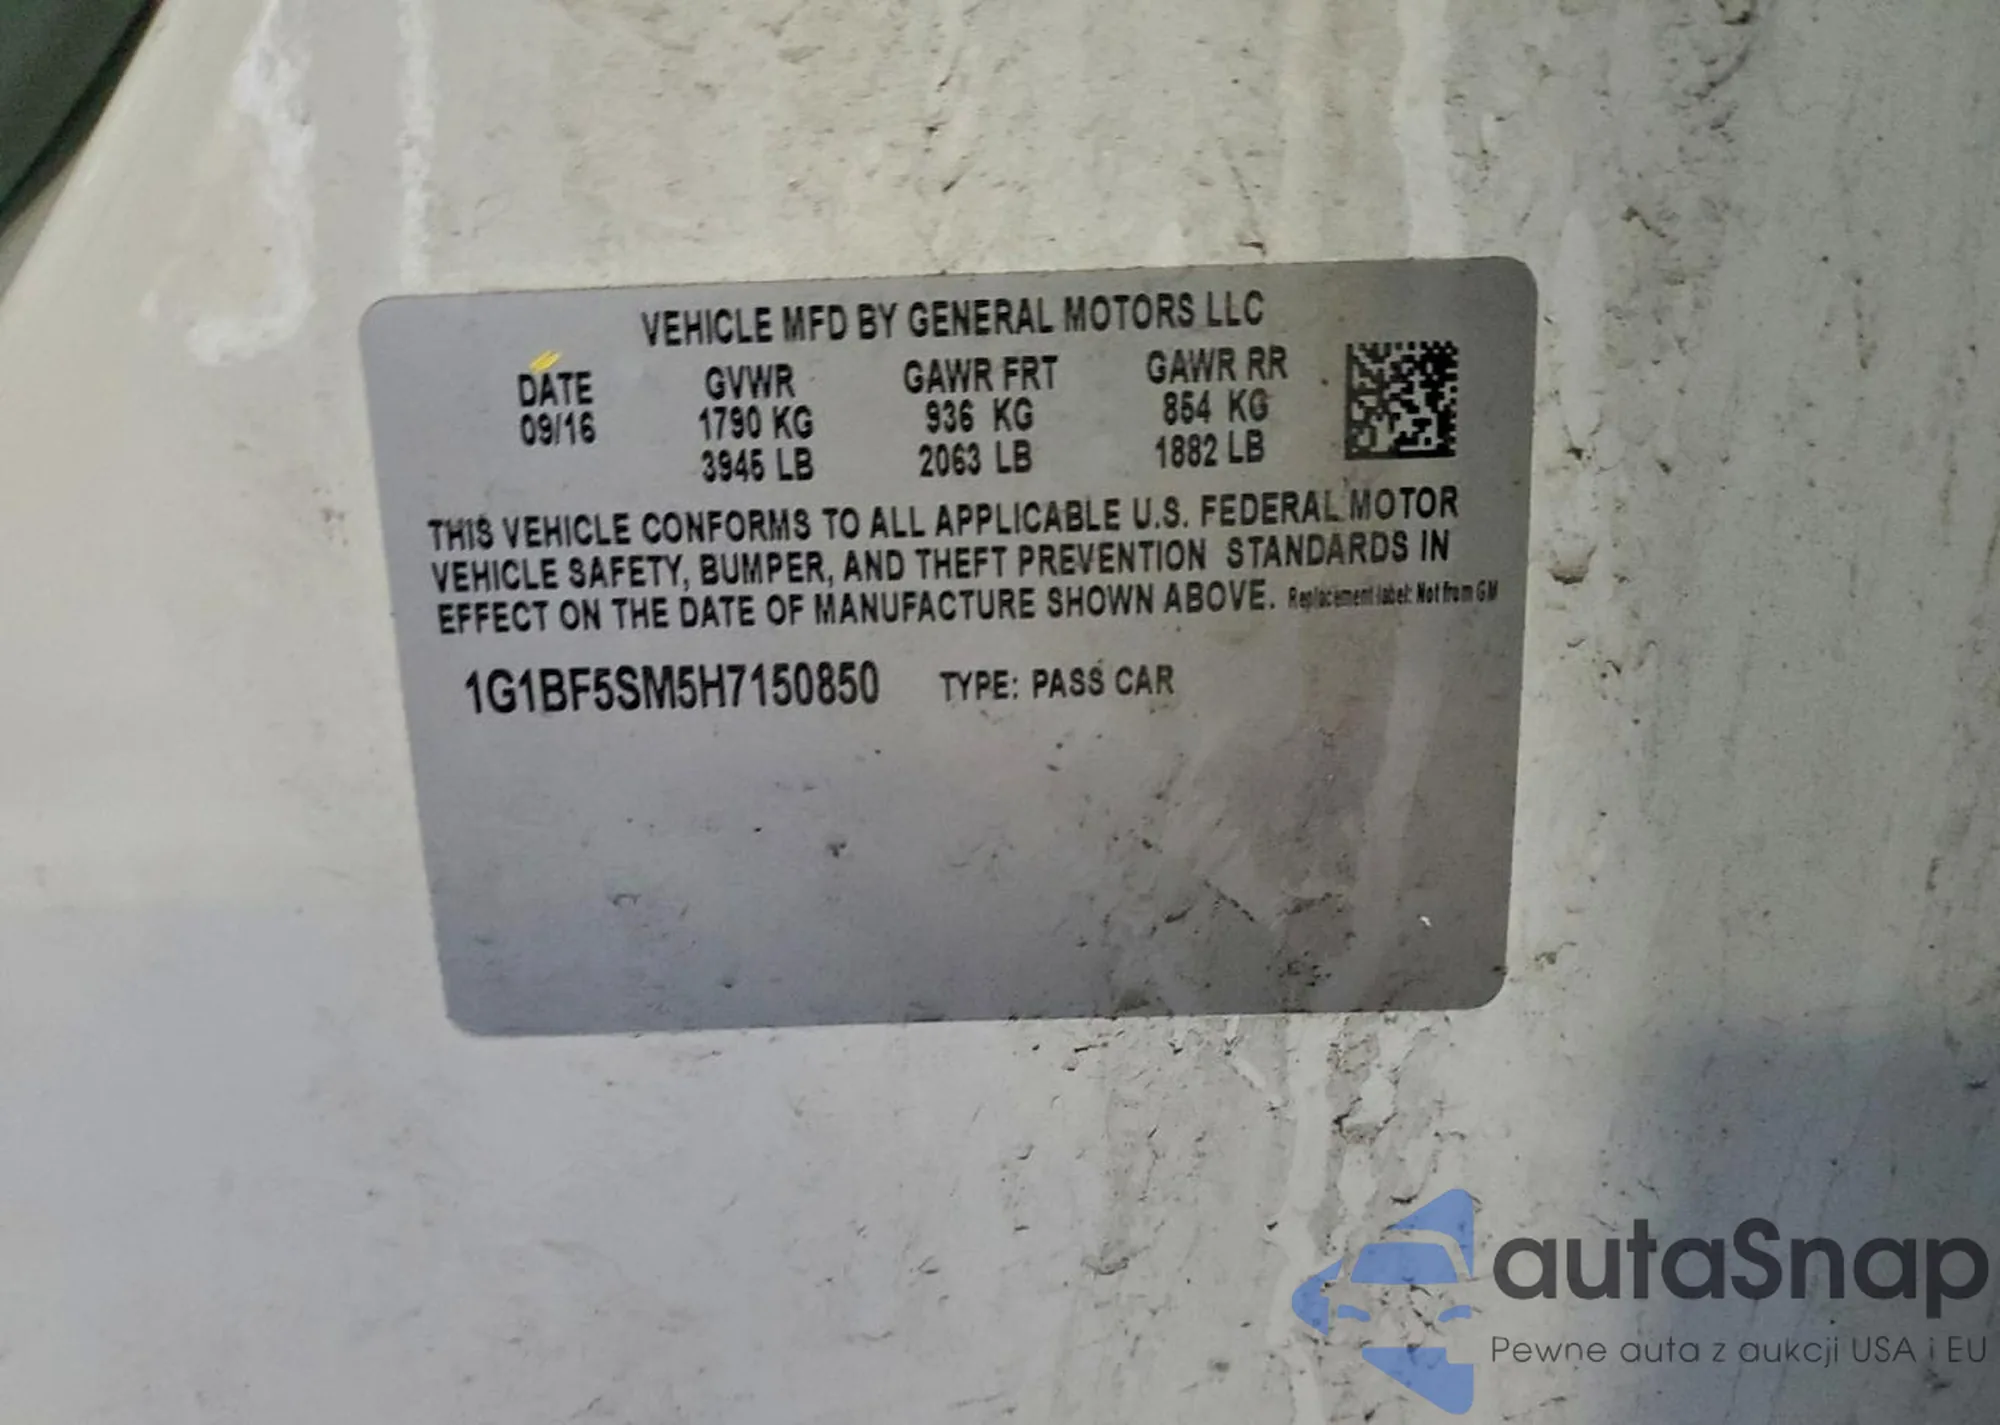 VEHICLE MFD BY GENERAL MOTORS LLC
DATE GVWR GAWR FRT GAWR RR
09/16 1790 KG 936 KG 854 KG
3945 LB 2063 LB 1882 LB
THIS VEHICLE CONFORMS TO ALL APPLICABLE U.S. FEDERAL MOTOR
VEHICLE SAFETY, BUMPER, AND THEFT PREVENTION STANDARDS IN
EFFECT ON THE DATE OF MANUFACTURE SHOWN ABOVE. Replacement label: Not from GM
1G1BF5SM5H7150850 TYPE: PASS CAR
autaSnap
Pewne auta z aukcji USA i EU